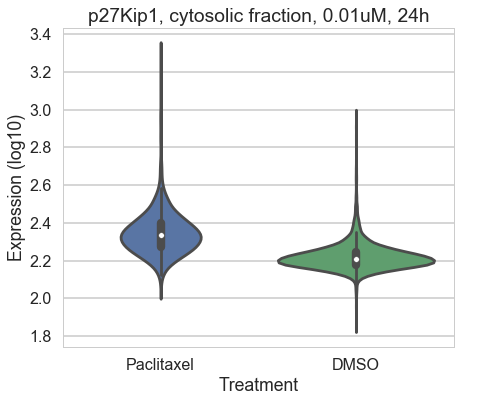 p27Kip1, cytosolic fraction, 0.01uM, 24h
Expression (log10)
3.4
3.2
3.0
2.8
2.6
2.4
2.2
2.0
1.8
Paclitaxel DMSO
Treatment